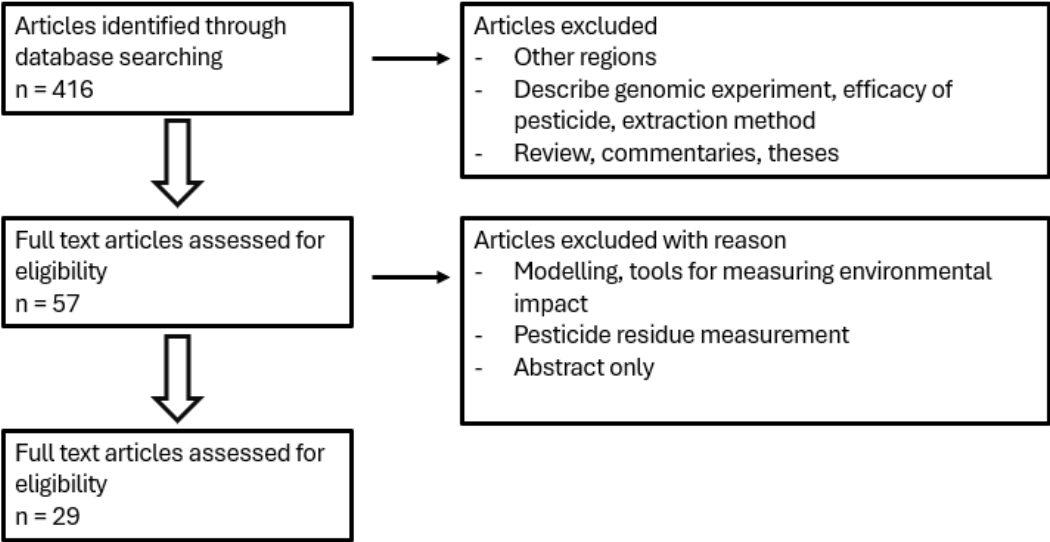 Articles identified through
database searching
n = 416
Articles excluded
- Other regions
- Describe genomic experiment, efficacy of
pesticide, extraction method
- Review, commentaries, theses
Full text articles assessed for
eligibility
n = 57
Articles excluded with reason
- Modelling, tools for measuring environmental
impact
- Pesticide residue measurement
- Abstract only
Full text articles assessed for
eligibility
n = 29